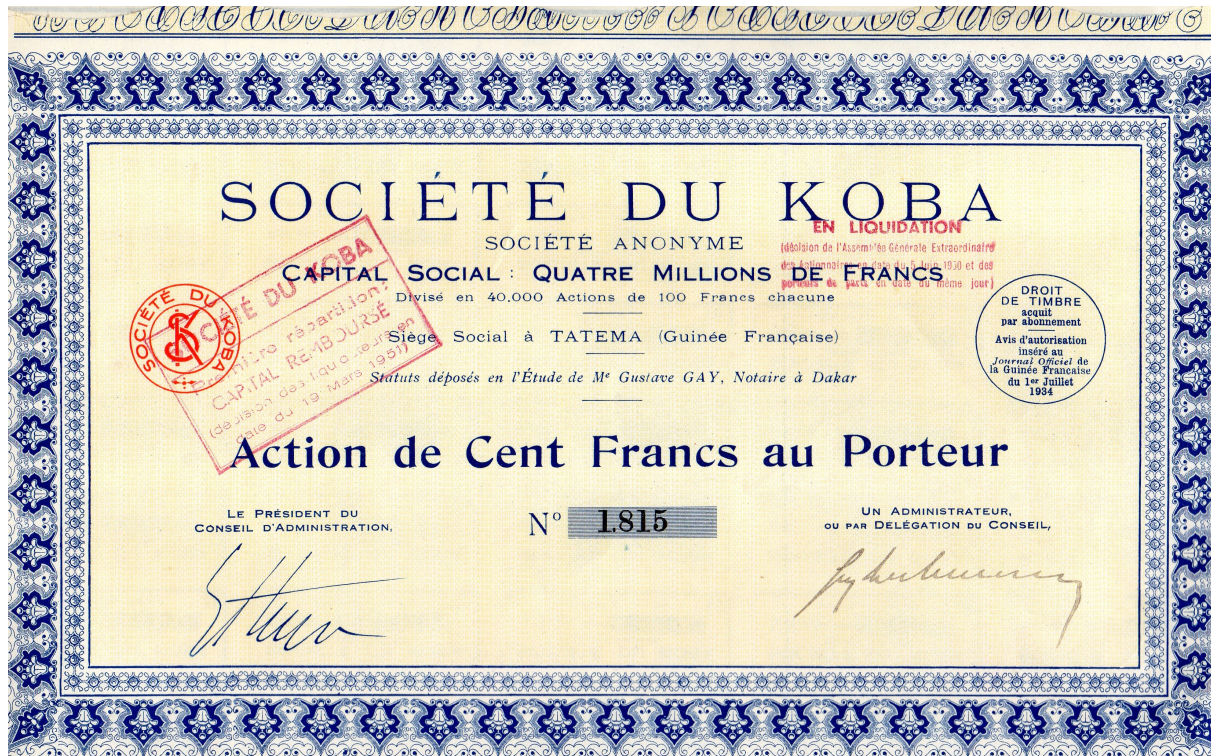 SOCIÉTÉ DU KOBA
SOCIÉTÉ ANONYME
CAPITAL SOCIAL : QUATRE MILLIONS DE FRANCS
Divisé en 40.000 Actions de 100 Francs chacune
Siège Social à TATEMA (Guinée Française)
Statuts déposés en l'Étude de Me Gustave GAY, Notaire à Dakar
EN LIQUIDATION
(décision de l'Assemblée Générale Extraordinaire
des Actionnaires en date du 5 Juin 1950 et des
porteurs de parts en date du même jour)
SOCIÉTÉ DU KOBA
SOCIÉTÉ DU KOBA
Première répartition:
CAPITAL REMBOURSÉ
(décision des liquidateurs en
date du 19 Mars 1951)
DROIT
DE TIMBRE
acquit
par abonnement
Avis d'autorisation
inséré au
Journal Officiel de
la Guinée Française
du 1er Juillet
1934
Action de Cent Francs au Porteur
LE PRÉSIDENT DU
CONSEIL D'ADMINISTRATION,
No 1.815
UN ADMINISTRATEUR,
OU PAR DELÉGATION DU CONSEIL,